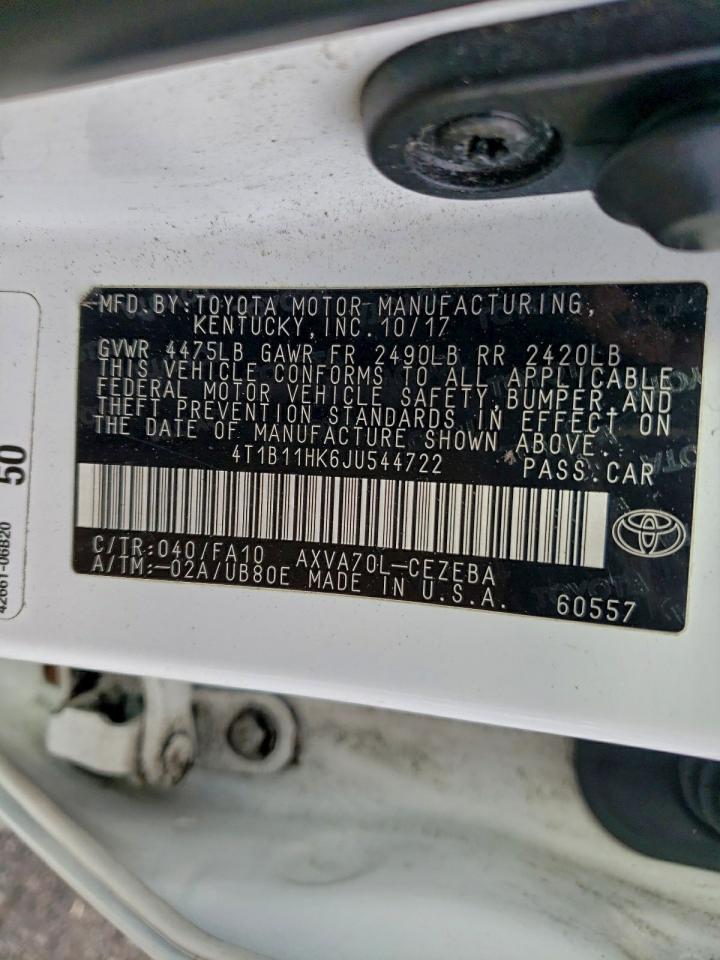 MFD.BY:TOYOTA MOTOR MANUFACTURING,
KENTUCKY, INC. 10/17
GVWR 4475LB GAWR FR 2490LB RR 2420LB
THIS VEHICLE CONFORMS TO ALL APPLICABLE
FEDERAL MOTOR VEHICLE SAFETY, BUMPER, AND
THEFT PREVENTION STANDARDS IN EFFECT ON
THE DATE OF MANUFACTURE SHOWN ABOVE.
4T1B11HK6JU544722 PASS.CAR
C/TR:040/FA10 AXVA70L-CEZEBA
A/TM:-02A/UB80E MADE IN U.S.A. 60557
50
42661-06B20